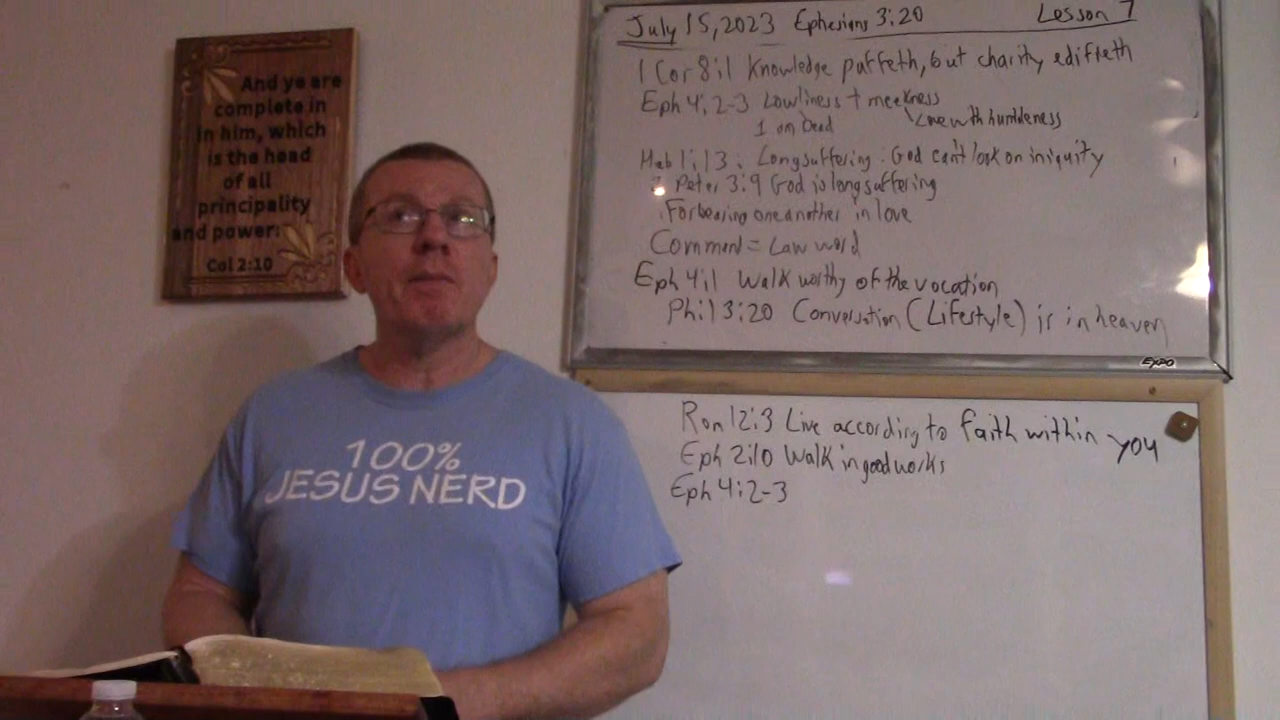 And ye are
complete in
in him, which
is the head
of all
principality
and power:
Col 2:10
100%
JESUS NERD
July 15, 2023 Ephesians 3:20 Lesson 7
1 Cor 8:1 Knowledge puffeth, but charity edifieth
Eph 4:2-3 Lowliness + meekness
I am Dead Love with humbleness
Hab 1:13: Longsuffering: God can't look on iniquity
2 Peter 3:9 God is longsuffering
Forbearing one another in love
Comment = Law word
Eph 4:1 Walk worthy of the vocation
Phil 3:20 Conversation (Lifestyle) is in heaven
EXPO
Rom 12:3 Live according to faith within you
Eph 2:10 Walk in good works
Eph 4:2-3